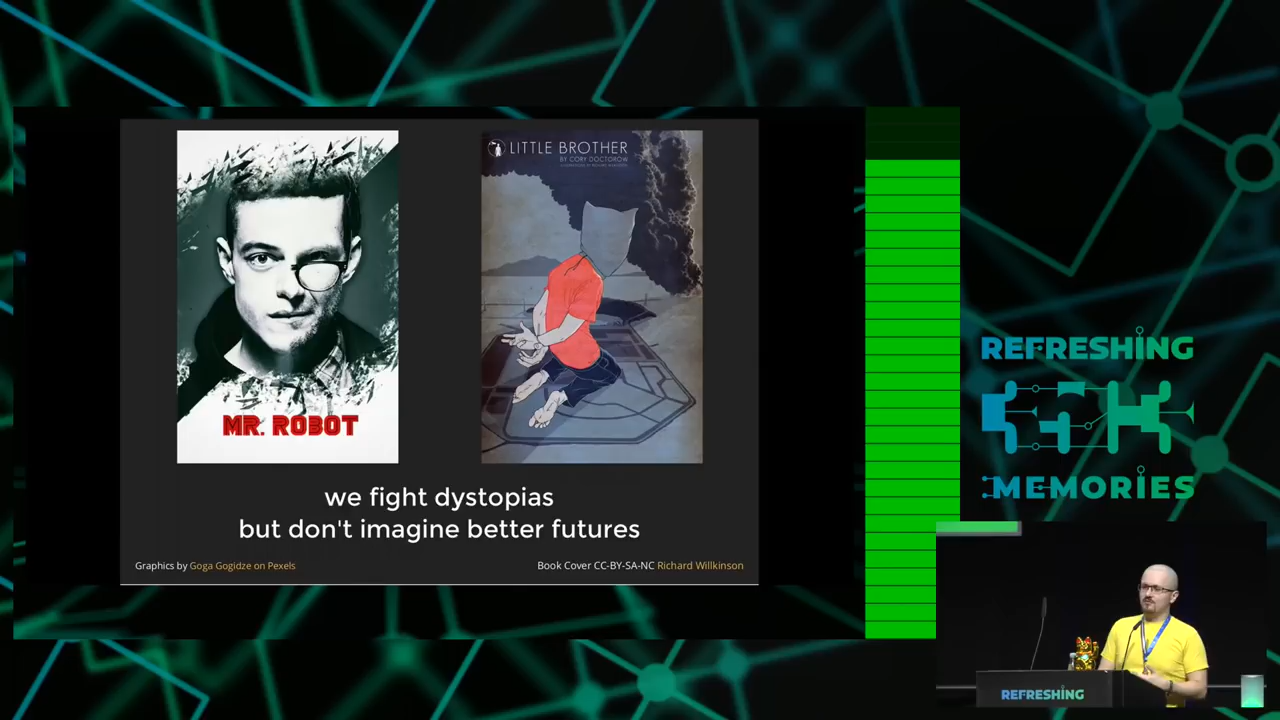 LITTLE BROTHER
BY CORY DOCTOROW
MR. ROBOT
we fight dystopias
but don't imagine better futures
Graphics by Goga Gogidze on Pexels
Book Cover CC-BY-SA-NC Richard Willkinson
REFRESHING
MEMORIES
REFRESHING